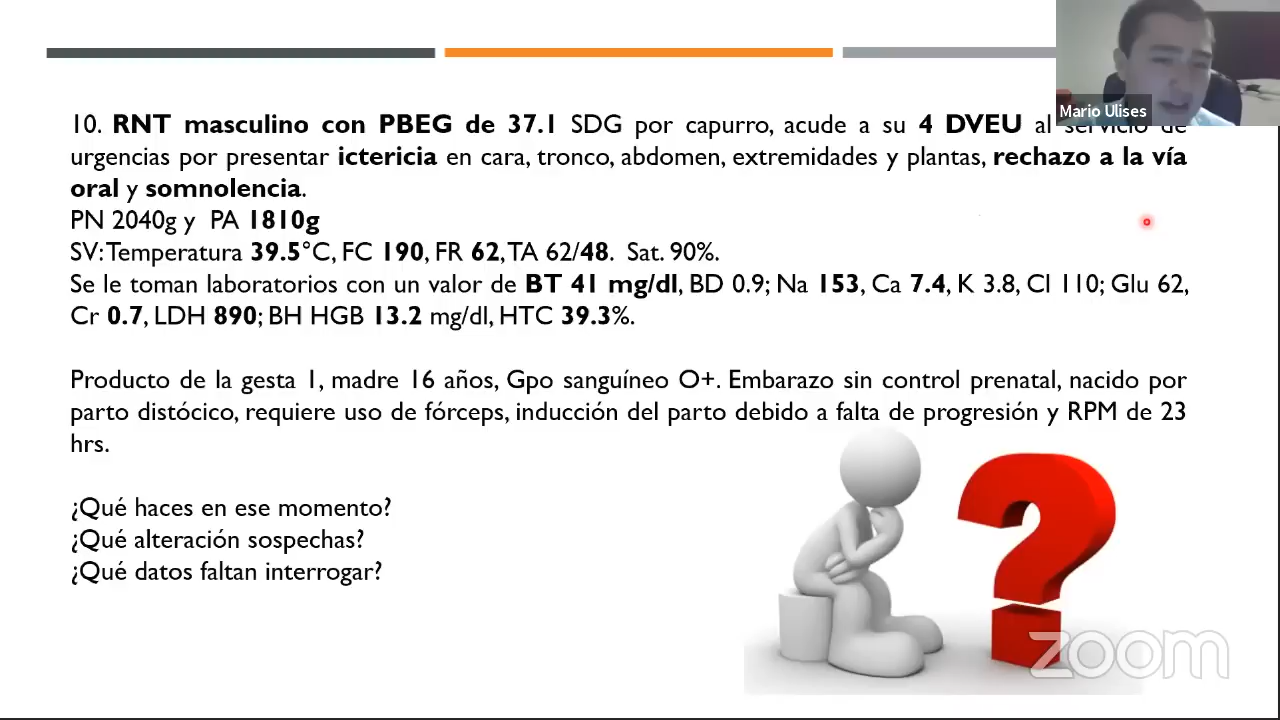 Mario Ulises
10. RNT masculino con PBEG de 37.1 SDG por capurro, acude a su 4 DVEU al servicio de
urgencias por presentar ictericia en cara, tronco, abdomen, extremidades y plantas, rechazo a la vía
oral y somnolencia.
PN 2040g y PA 1810g
SV: Temperatura 39.5°C, FC 190, FR 62, TA 62/48. Sat. 90%.
Se le toman laboratorios con un valor de BT 41 mg/dl, BD 0.9; Na 153, Ca 7.4, K 3.8, Cl 110; Glu 62,
Cr 0.7, LDH 890; BH HGB 13.2 mg/dl, HTC 39.3%.
Producto de la gesta 1, madre 16 años, Gpo sanguíneo O+. Embarazo sin control prenatal, nacido por
parto distócico, requiere uso de fórceps, inducción del parto debido a falta de progresión y RPM de 23
hrs.
¿Qué haces en ese momento?
¿Qué alteración sospechas?
¿Qué datos faltan interrogar?
zoom